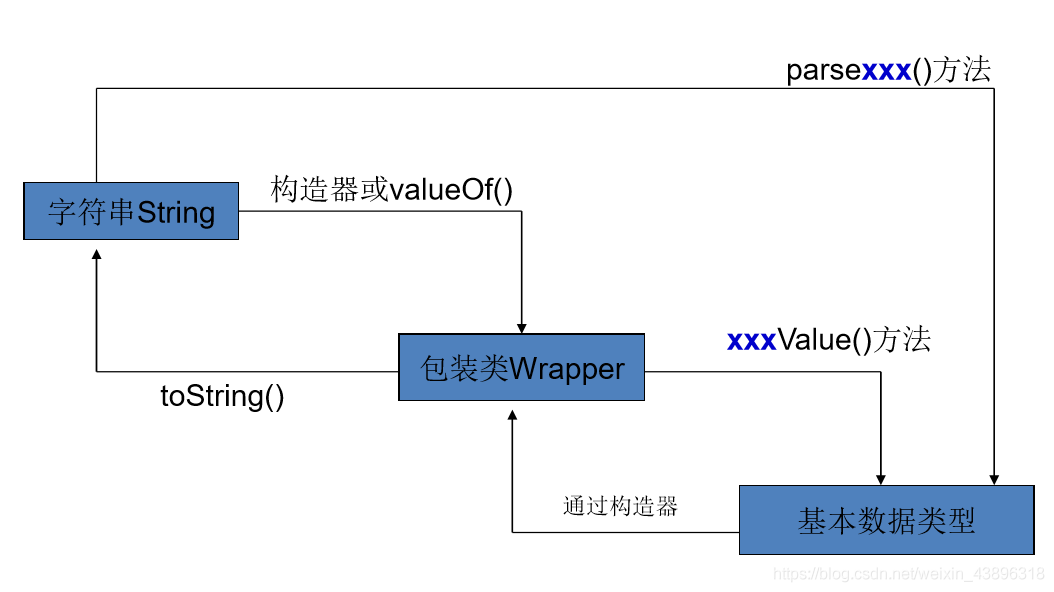 parsexxx()方法
构造器或valueOf()
字符串String
xxxValue()方法
包装类Wrapper
toString()
通过构造器
基本数据类型
https://blog.csdn.net/weixin_43896318